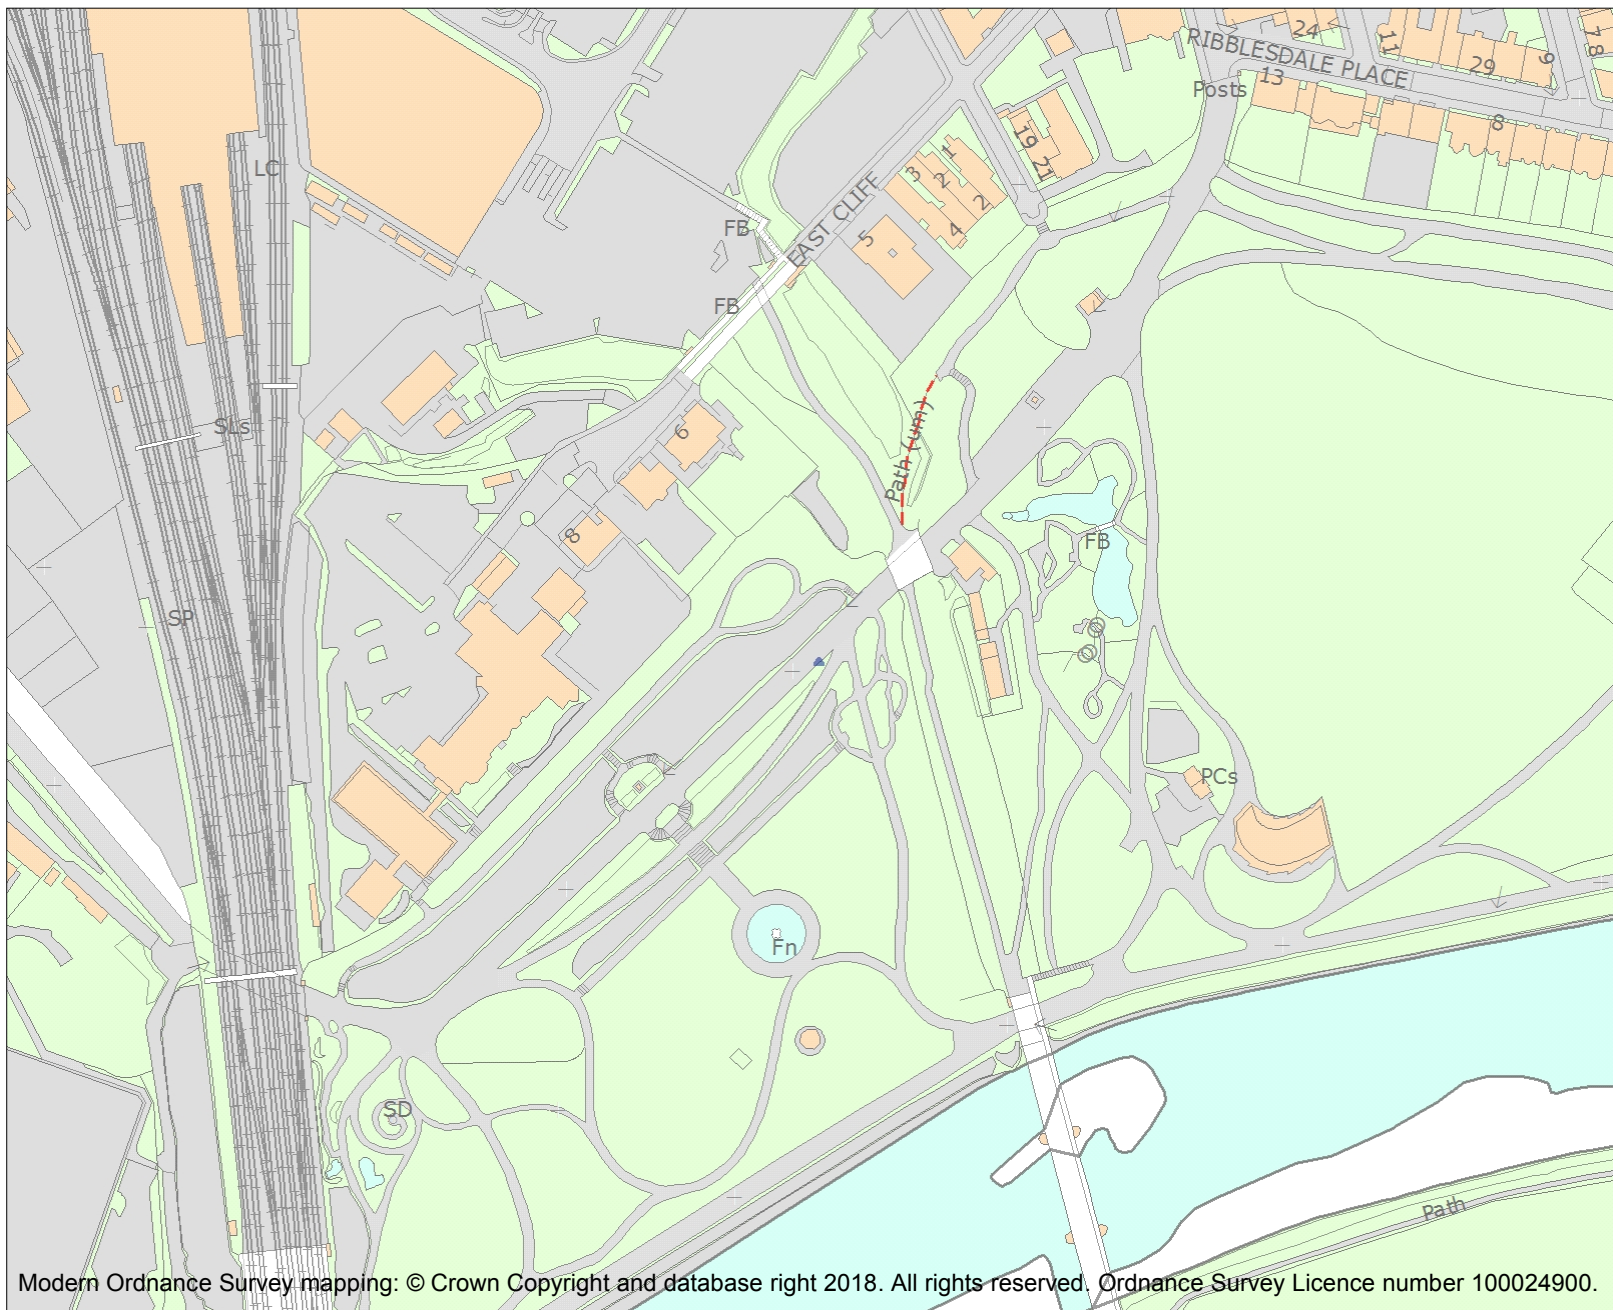 24
11
7 8
RIBBLESDALE PLACE
29
9
13
Posts
8
19 21
1
3
2
2
4
LC
EAST CLIFF
FB
5
FB
Path (um)
SLs
6
8
FB
SP
PCs
Fn
SD
Path
Modern Ordnance Survey mapping: © Crown Copyright and database right 2018. All rights reserved. Ordnance Survey Licence number 100024900.